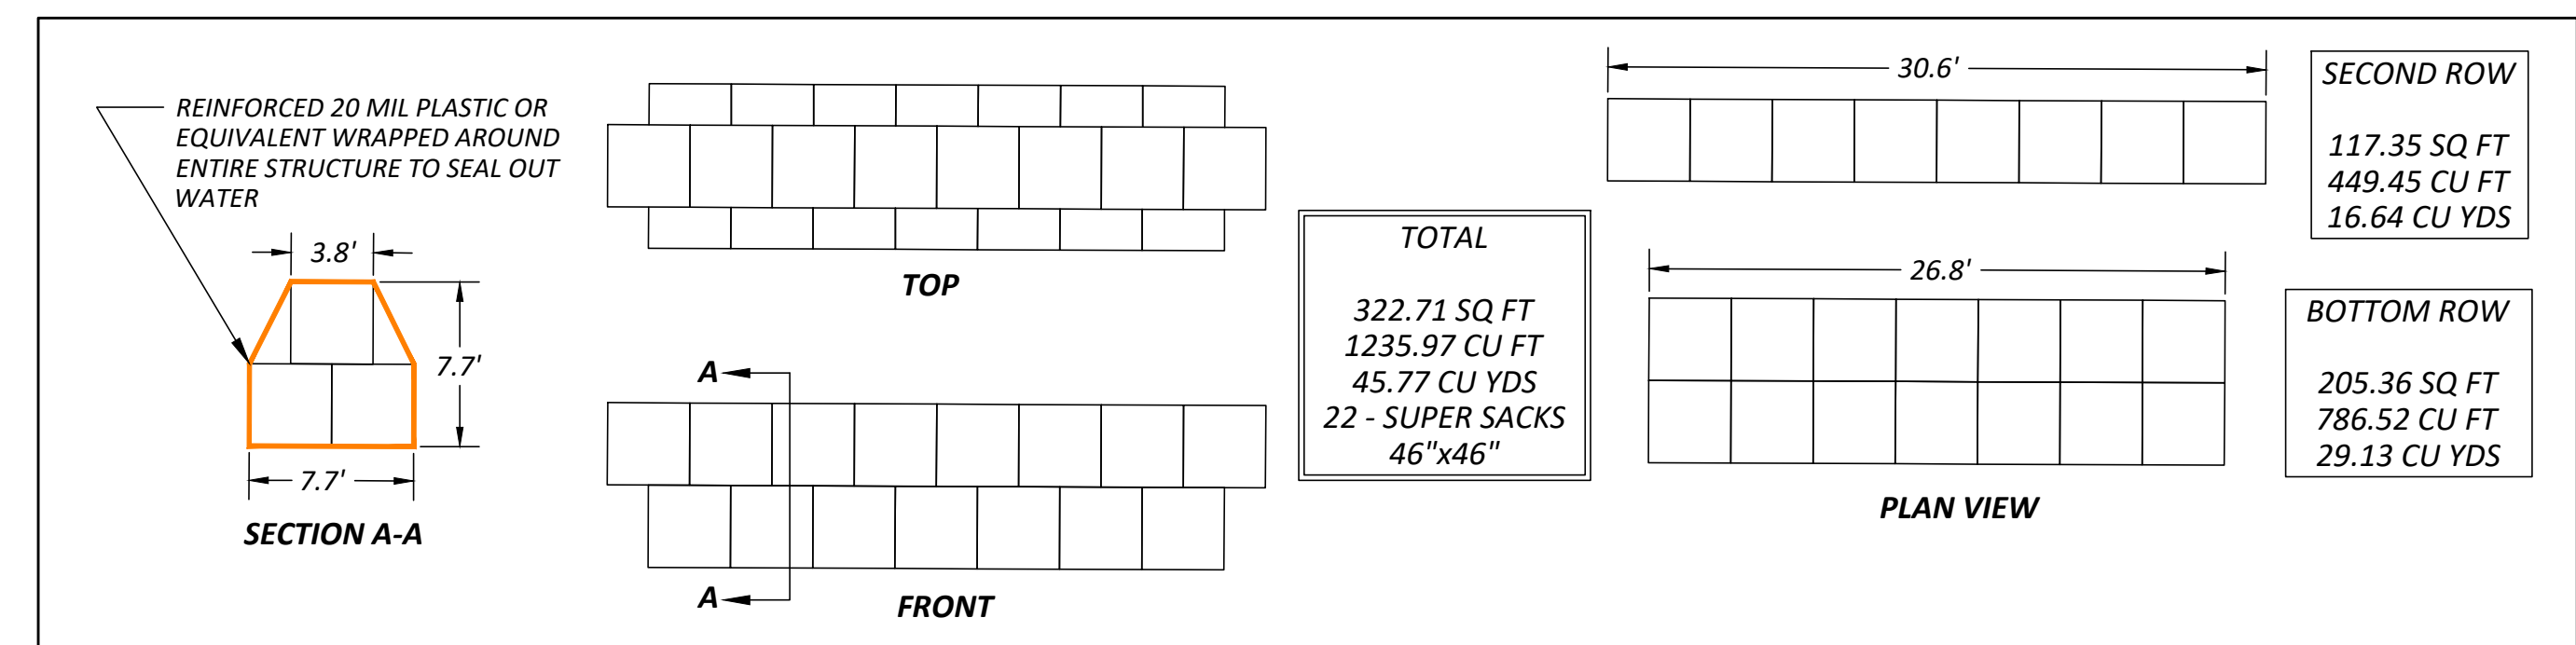 REINFORCED 20 MIL PLASTIC OR
EQUIVALENT WRAPPED AROUND
ENTIRE STRUCTURE TO SEAL OUT
WATER
3.8'
7.7'
7.7'
SECTION A-A
TOP
A
A
FRONT
TOTAL
322.71 SQ FT
1235.97 CU FT
45.77 CU YDS
22 - SUPER SACKS
46"x46"
30.6'
26.8'
PLAN VIEW
SECOND ROW
117.35 SQ FT
449.45 CU FT
16.64 CU YDS
BOTTOM ROW
205.36 SQ FT
786.52 CU FT
29.13 CU YDS